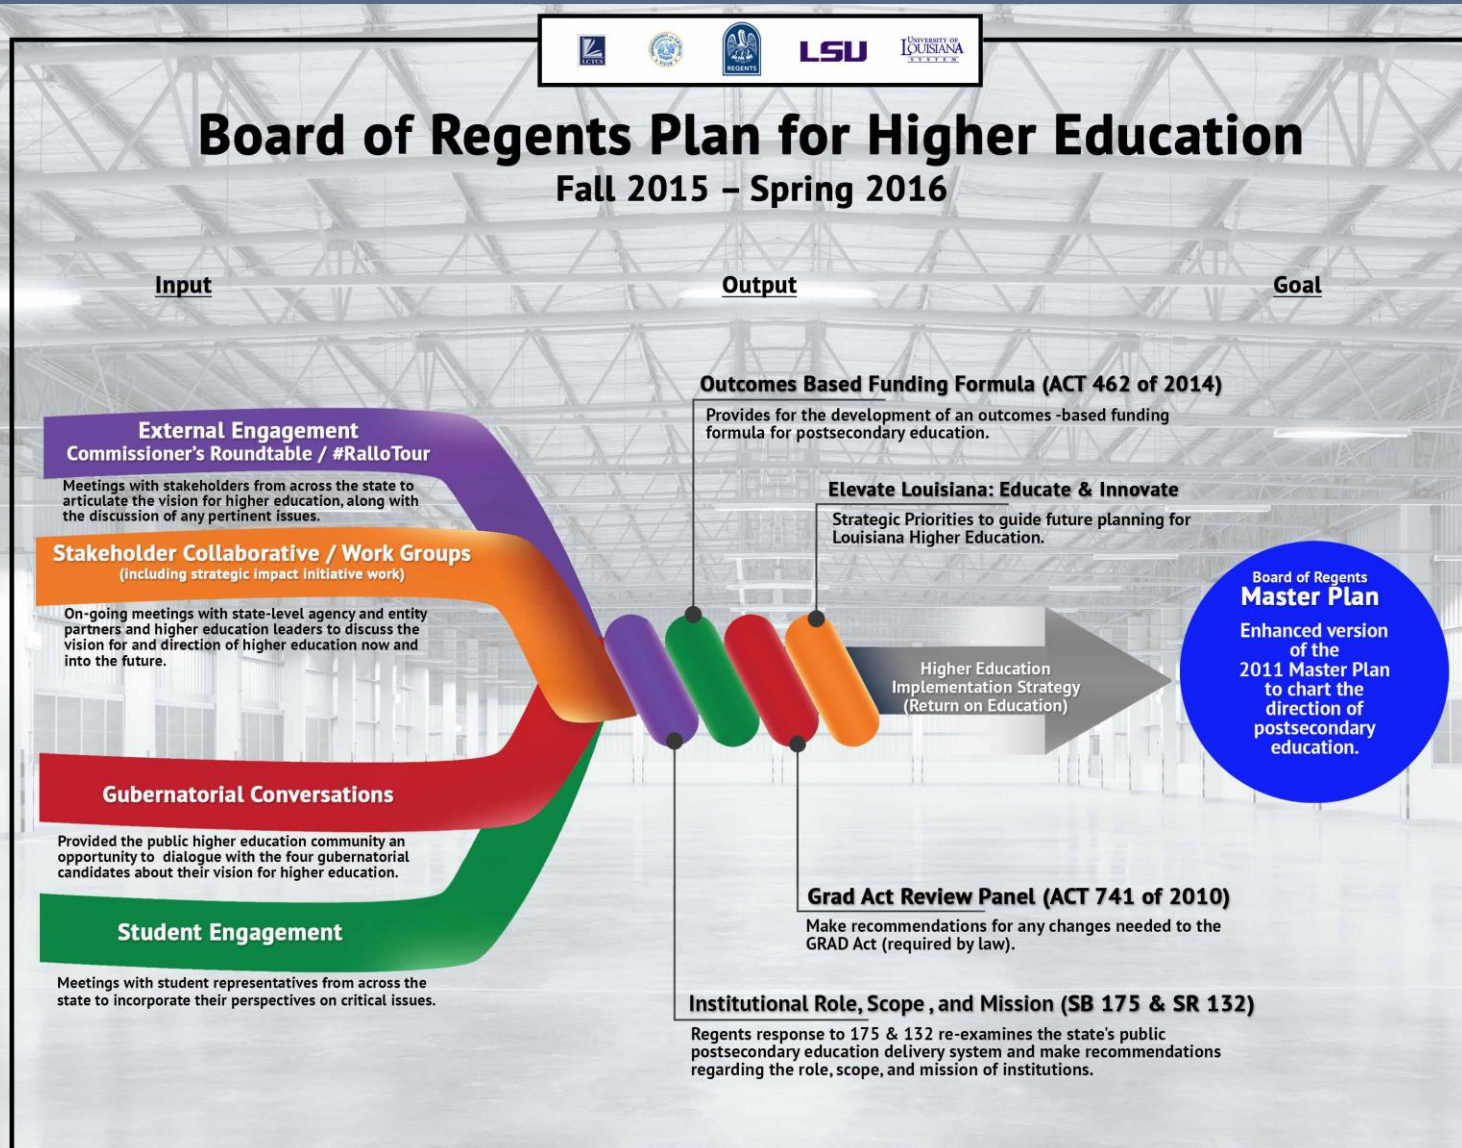 LCTCS
REGENTS
LSU
UNIVERSITY OF
LOUISIANA
SYSTEM
Board of Regents Plan for Higher Education
Fall 2015 – Spring 2016
Input
Output
Goal
External Engagement
Commissioner's Roundtable / #RalloTour
Meetings with stakeholders from across the state to
articulate the vision for higher education, along with
the discussion of any pertinent issues.
Stakeholder Collaborative / Work Groups
(including strategic impact initiative work)
On-going meetings with state-level agency and entity
partners and higher education leaders to discuss the
vision for and direction of higher education now and
into the future.
Gubernatorial Conversations
Provided the public higher education community an
opportunity to dialogue with the four gubernatorial
candidates about their vision for higher education.
Student Engagement
Meetings with student representatives from across the
state to incorporate their perspectives on critical issues.
Outcomes Based Funding Formula (ACT 462 of 2014)
Provides for the development of an outcomes -based funding
formula for postsecondary education.
Elevate Louisiana: Educate & Innovate
Strategic Priorities to guide future planning for
Louisiana Higher Education.
Higher Education
Implementation Strategy
(Return on Education)
Grad Act Review Panel (ACT 741 of 2010)
Make recommendations for any changes needed to the
GRAD Act (required by law).
Institutional Role, Scope , and Mission (SB 175 & SR 132)
Regents response to 175 & 132 re-examines the state's public
postsecondary education delivery system and make recommendations
regarding the role, scope, and mission of institutions.
Board of Regents
Master Plan
Enhanced version
of the
2011 Master Plan
to chart the
direction of
postsecondary
education.